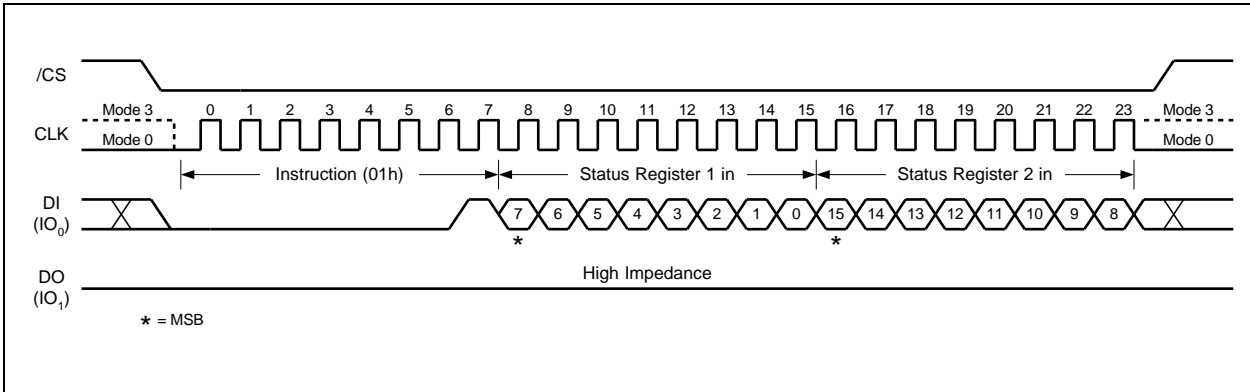 /CS
Mode 3 0 1 2 3 4 5 6 7 8 9 10 11 12 13 14 15 16 17 18 19 20 21 22 23 Mode 3
CLK
Mode 0 Mode 0
Instruction (01h) Status Register 1 in Status Register 2 in
DI
(IO0)
7 6 5 4 3 2 1 0 15 14 13 12 11 10 9 8
* *
High Impedance
DO
(IO1)
* = MSB